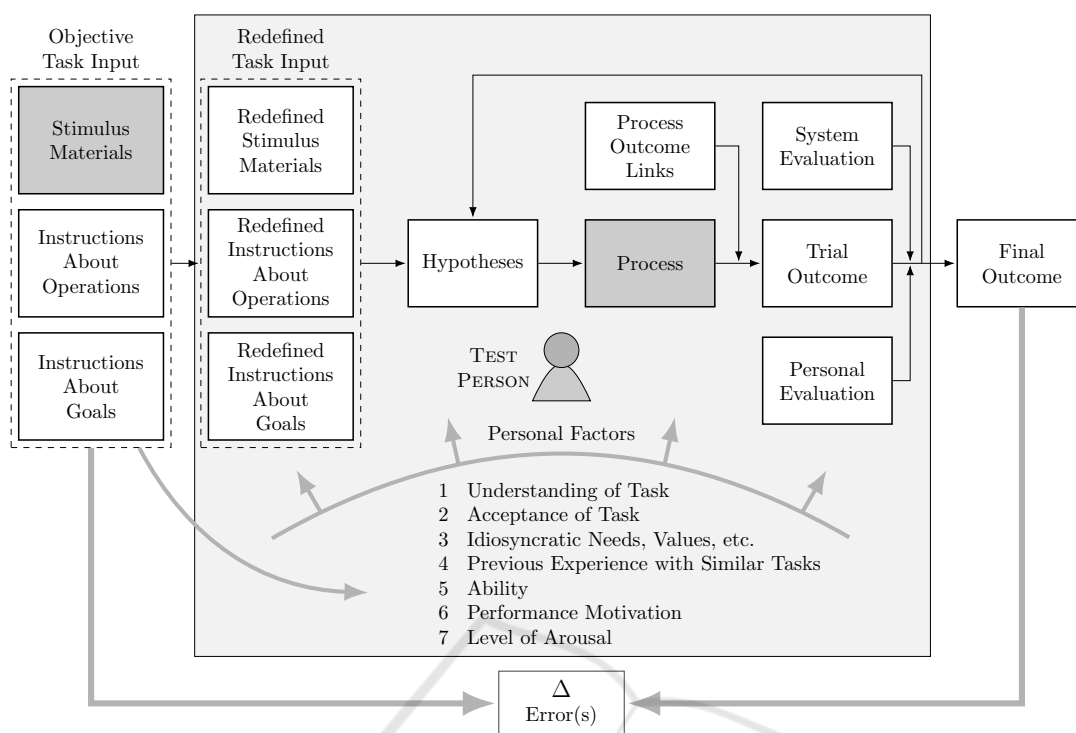 Objective
Task Input
Redefined
Task Input
Stimulus
Materials
Redefined
Stimulus
Materials
Process
Outcome
Links
System
Evaluation
Instructions
About
Operations
Redefined
Instructions
About
Operations
Hypotheses
Process
Trial
Outcome
Final
Outcome
Instructions
About
Goals
Redefined
Instructions
About
Goals
Test
Person
Personal
Evaluation
Personal Factors
1 Understanding of Task
2 Acceptance of Task
3 Idiosyncratic Needs, Values, etc.
4 Previous Experience with Similar Tasks
5 Ability
6 Performance Motivation
7 Level of Arousal
Δ
Error(s)